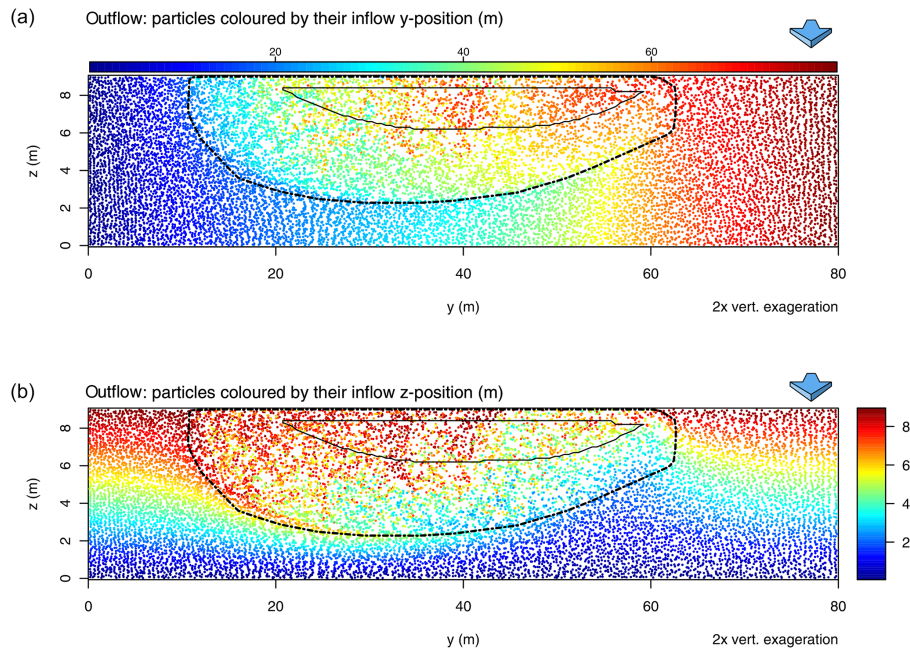 (a)
Outflow: particles coloured by their inflow y-position (m)
20 40 60
8
6
4
2
0
z (m)
0 20 40 60 80
y (m)
2x vert. exageration
(b)
Outflow: particles coloured by their inflow z-position (m)
8
6
4
2
0
z (m)
8
6
4
2
0 20 40 60 80
y (m)
2x vert. exageration